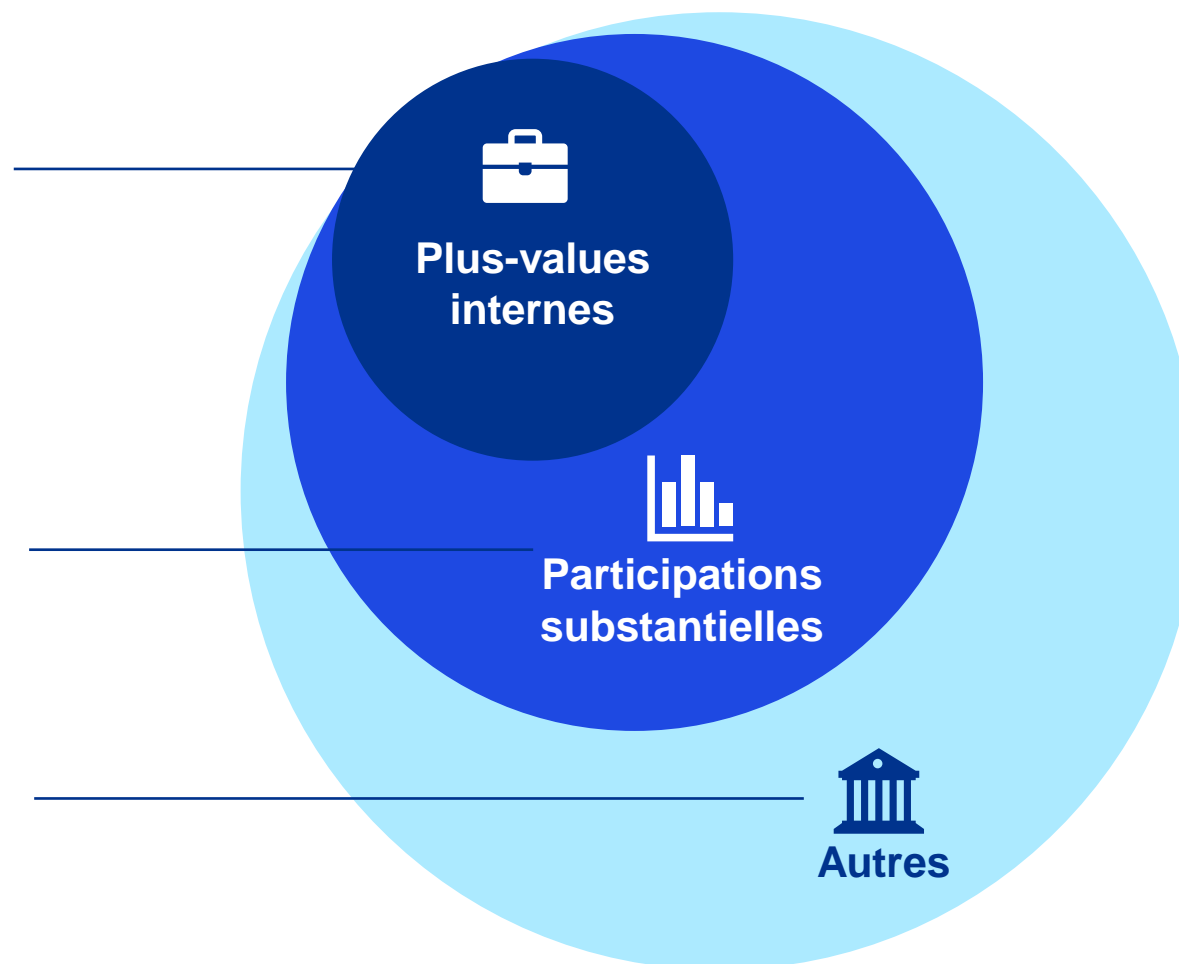 Plus-values
internes
Participations
substantielles
Autres